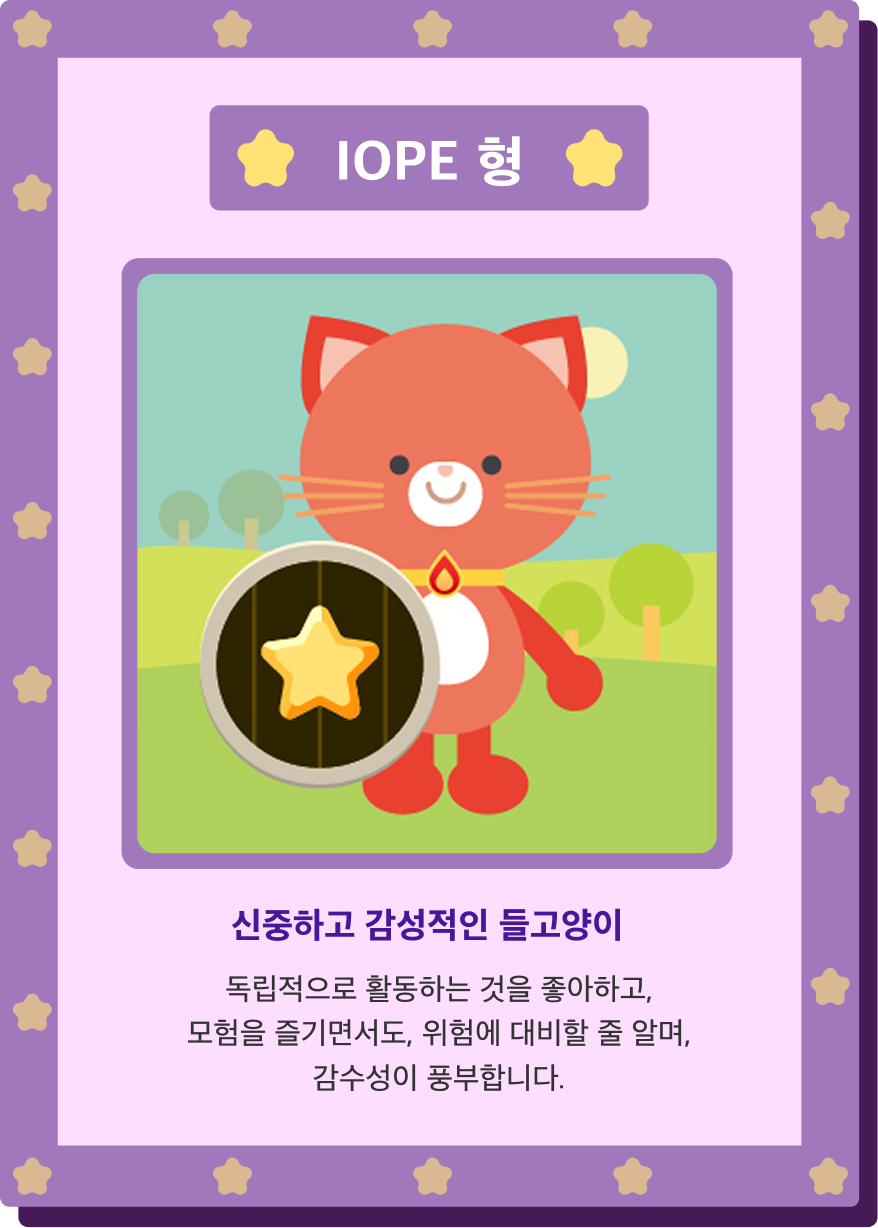 IOPE 형
신중하고 감성적인 들고양이
독립적으로 활동하는 것을 좋아하고,
모험을 즐기면서도, 위험에 대비할 줄 알며,
감수성이 풍부합니다.